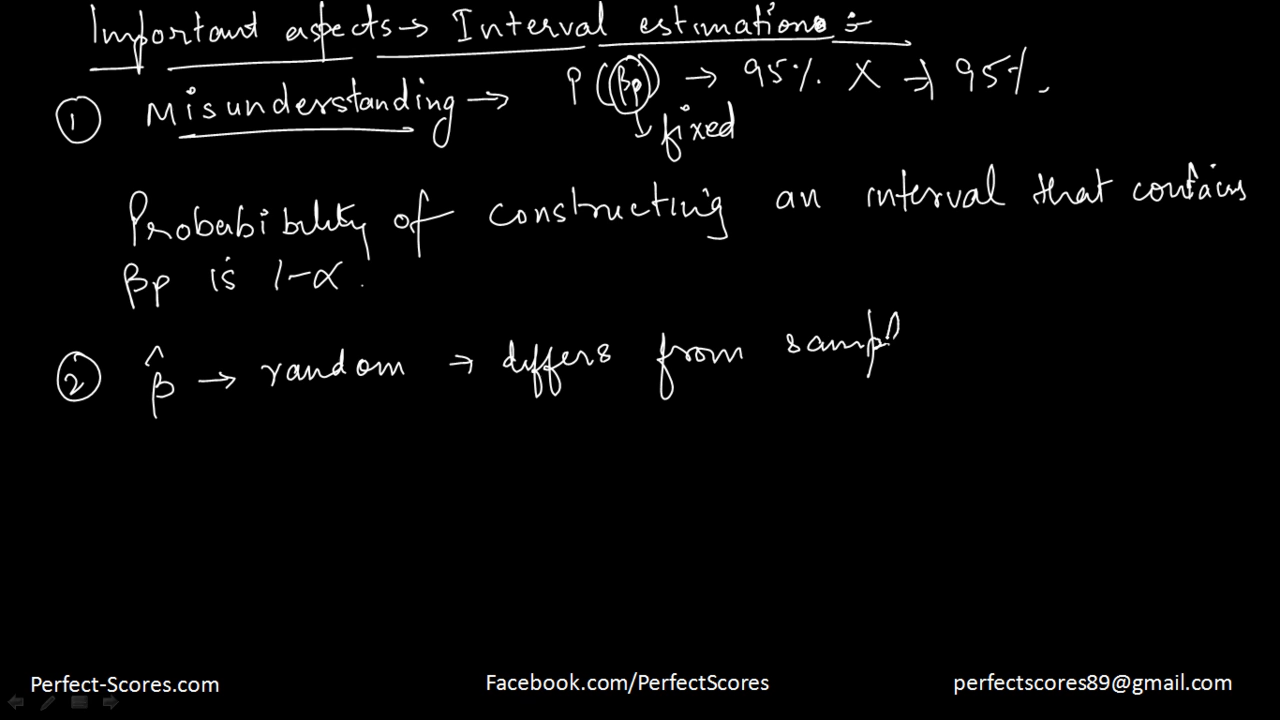 Important aspects → Interval estimation :-
① Misunderstanding → P(βp) → 95% X → 95%.
↳ fixed
Probability of constructing an interval that contains
βp is 1-α.
② β̂ → random → differs from sampl
Perfect-Scores.com Facebook.com/PerfectScores perfectscores89@gmail.com